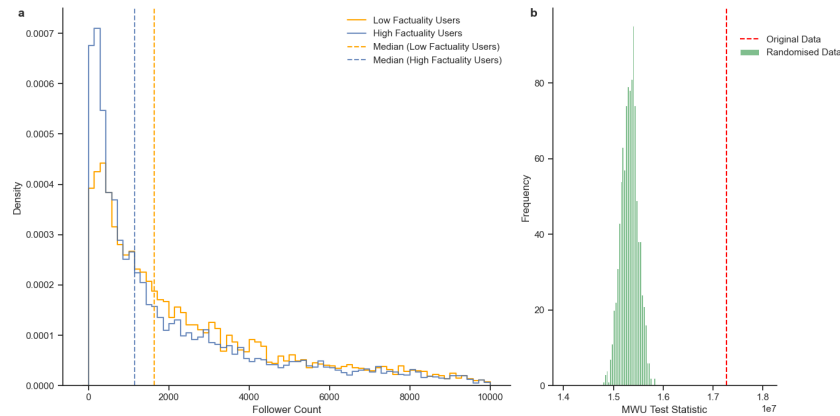 a
Low Factuality Users
High Factuality Users
Median (Low Factuality Users)
Median (High Factuality Users)
0.0007
0.0006
0.0005
0.0004
0.0003
0.0002
0.0001
0.0000
Density
0
2000
4000
6000
8000
10000
Follower Count
b
Original Data
Randomised Data
80
60
40
20
0
Frequency
1.4
1.5
1.6
1.7
1.8
1e7
MWU Test Statistic